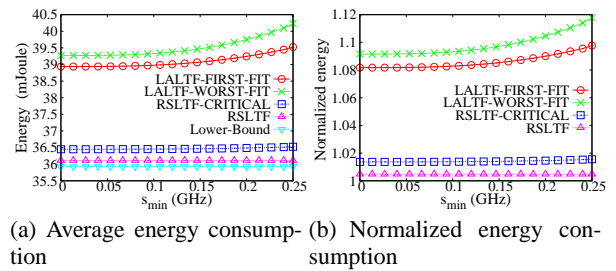 40.5
40
39.5
39
38.5
38
37.5
37
36.5
36
35.5
Energy (mJoule)
LALTF-FIRST-FIT
LALTF-WORST-FIT
RSLTF-CRITICAL
RSLTF
Lower-Bound
0 0.05 0.1 0.15 0.2 0.25
smin (GHz)
1.12
1.1
1.08
1.06
1.04
1.02
1
Normalized energy
LALTF-FIRST-FIT
LALTF-WORST-FIT
RSLTF-CRITICAL
RSLTF
0 0.05 0.1 0.15 0.2 0.25
smin (GHz)
(a) Average energy consump-
tion
(b) Normalized energy con-
sumption